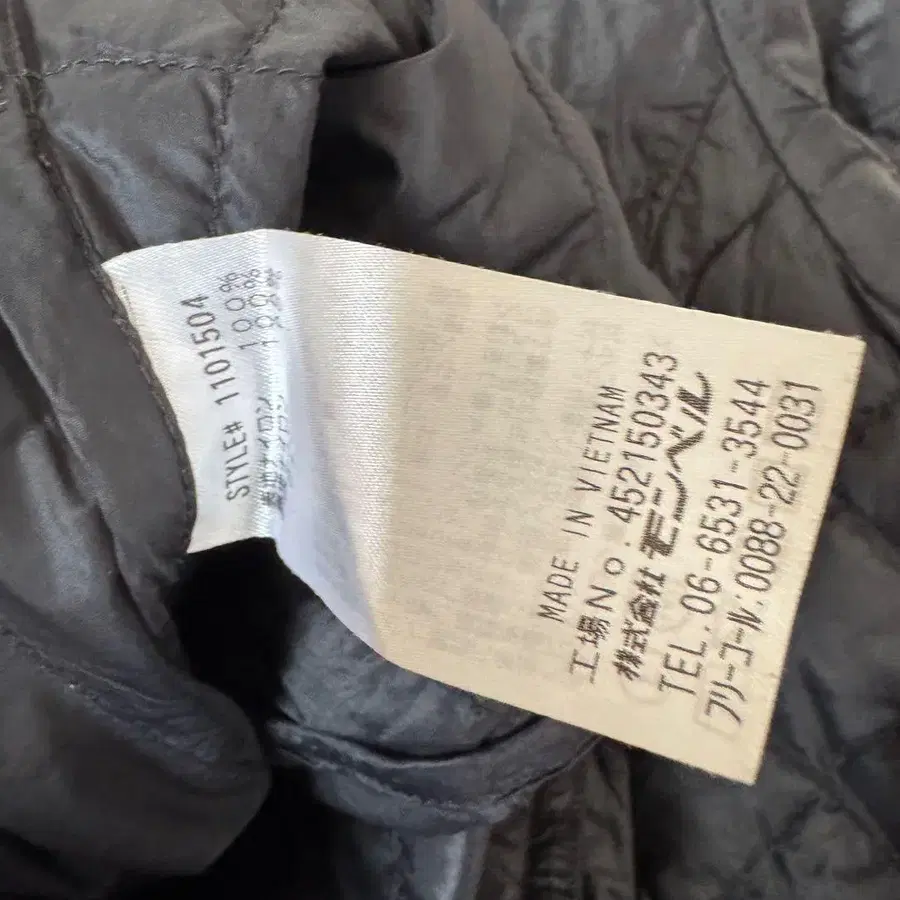 STYLE# 1101504
100%
100%
MADE IN VIETNAM
工場No.452150343
株式会社 モンベル
TEL.06-6531-3544
フリーコール:0088-22-0031